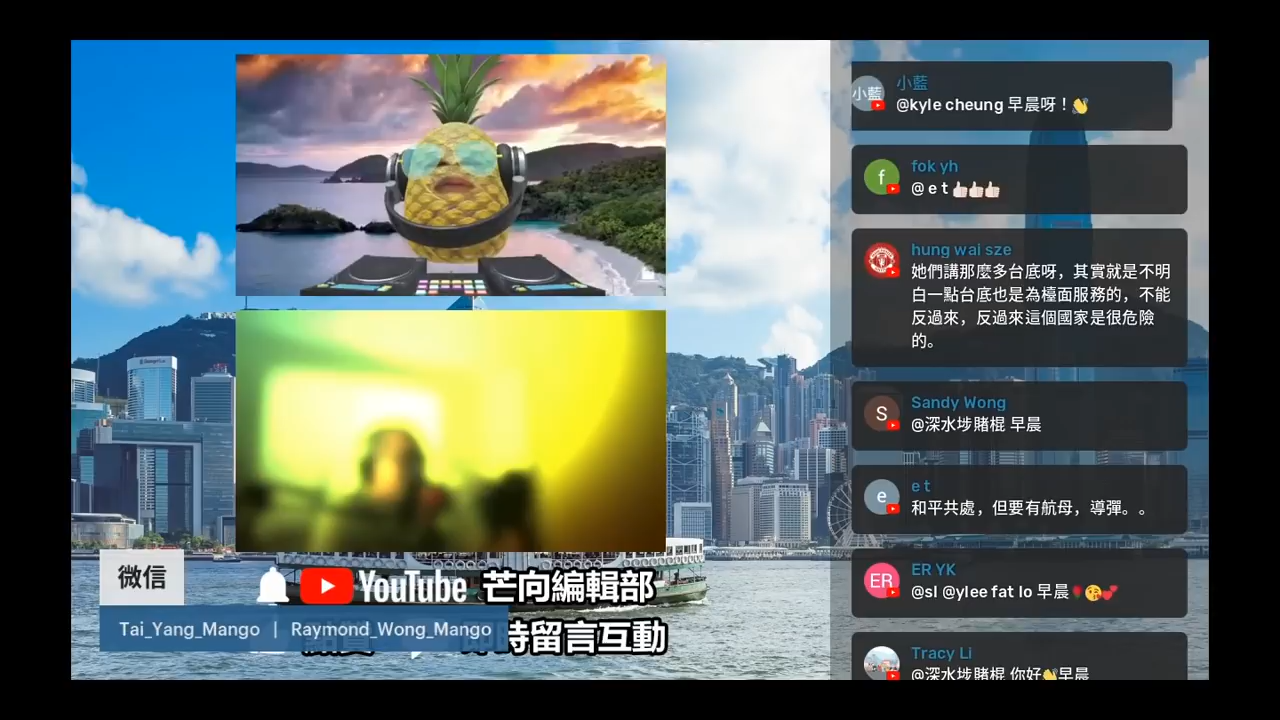 小藍
小藍
@kyle cheung 早晨呀！👋
f
fok yh
@ e t 👍🏻👍🏻👍🏻
hung wai sze
她們講那麼多台底呀，其實就是不明
白一點台底也是為檯面服務的，不能
反過來，反過來這個國家是很危險
的。
S
Sandy Wong
@深水埗賭棍 早晨
e
e t
和平共處，但要有航母，導彈。。
ER
ER YK
@sl @ylee fat lo 早晨🌹😘💕
Tracy Li
@深水埗賭棍 你好👋早晨
微信
YouTube 芒向編輯部
Tai_Yang_Mango | Raymond_Wong_Mango
時留言互動